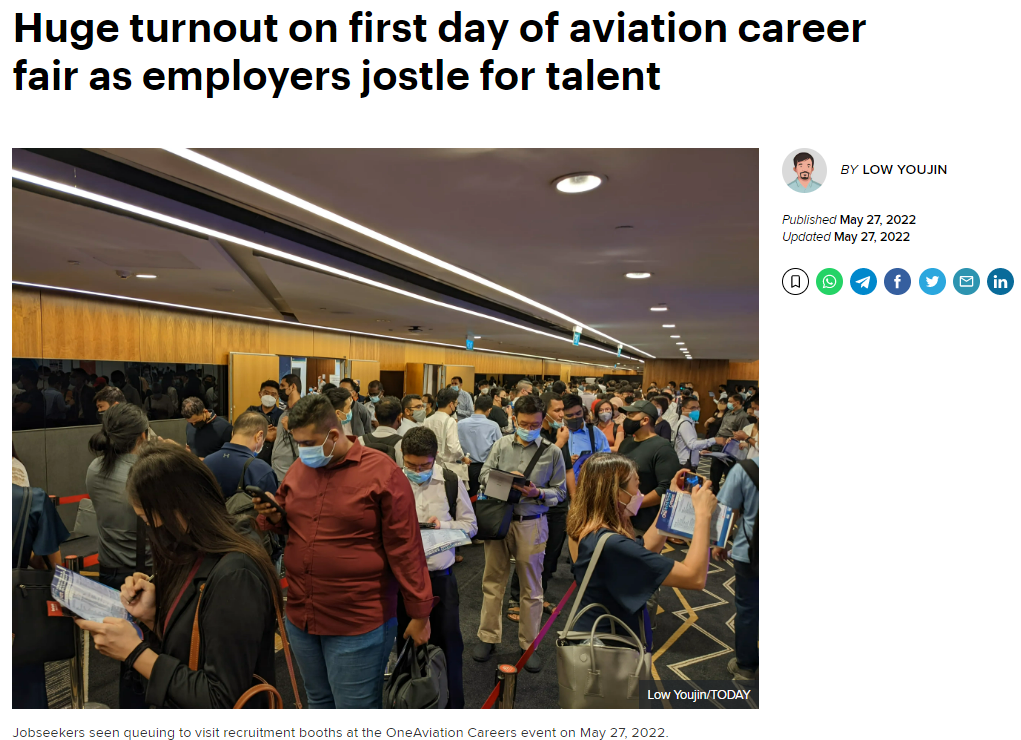 Huge turnout on first day of aviation career
fair as employers jostle for talent
BY LOW YOUJIN
Published May 27, 2022
Updated May 27, 2022
Low Youjin/TODAY
Jobseekers seen queuing to visit recruitment booths at the OneAviation Careers event on May 27, 2022.